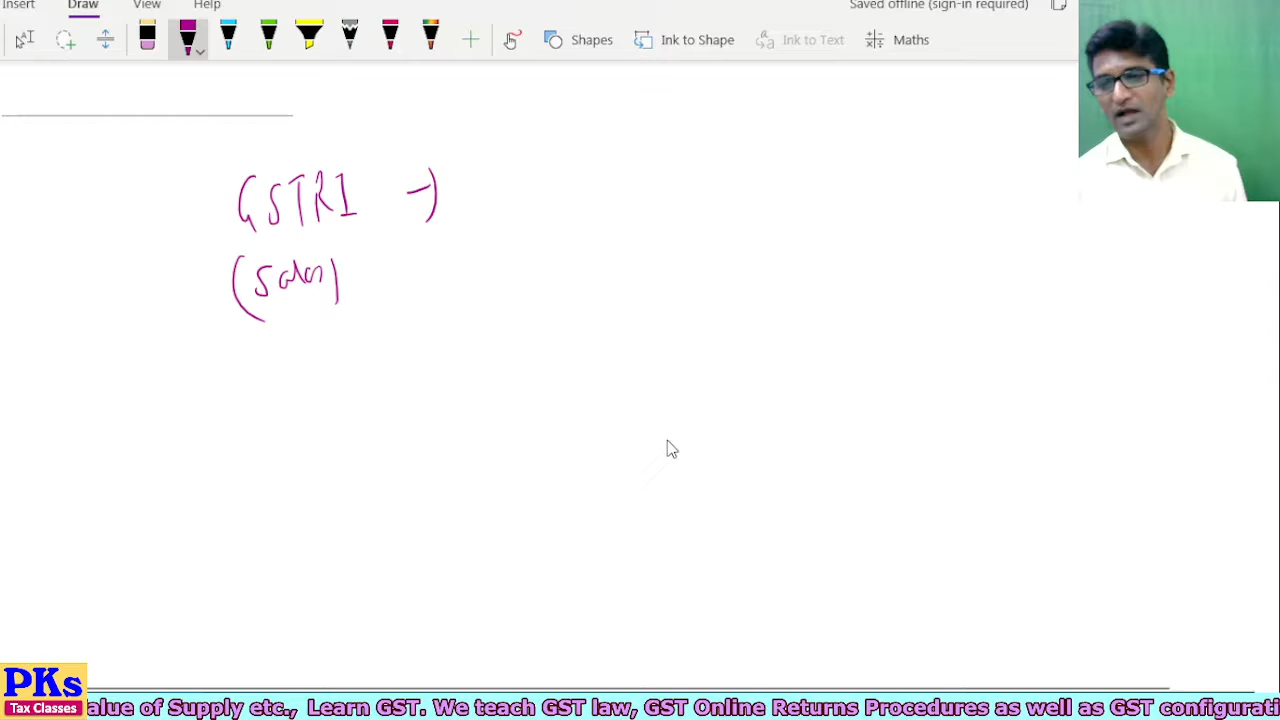 Insert Draw View Help Saved offline (sign-in required)
Shapes Ink to Shape Ink to Text Maths
GSTR1 →
(Sales)
PKs
Tax Classes
alue of Supply etc., Learn GST. We teach GST law, GST Online Returns Procedures as well as GST configurati